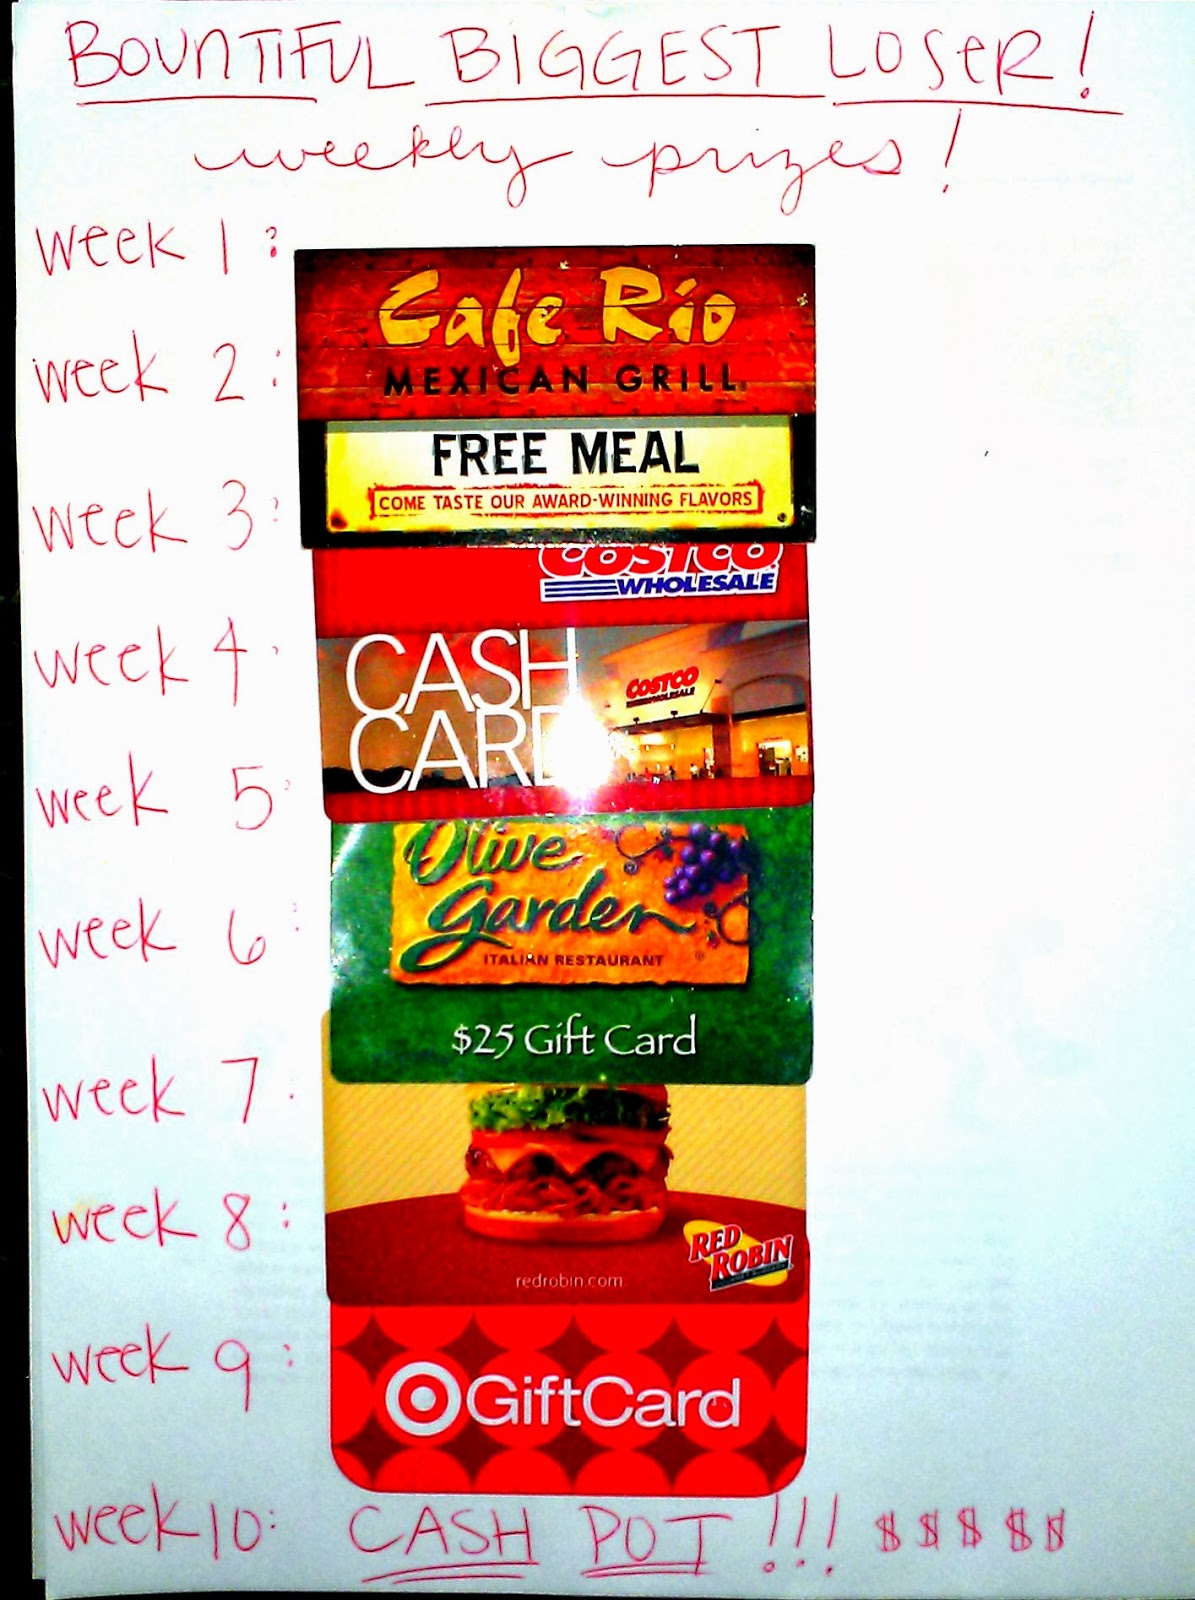 BOUNTIFUL BIGGEST LOSER!
weekly prizes!
week 1:
Cafe Rio
MEXICAN GRILL
week 2:
FREE MEAL
COME TASTE OUR AWARD-WINNING FLAVORS
week 3:
COSTCO
WHOLESALE
week 4:
CASH
CARD
COSTCO
WHOLESALE
week 5:
Olive
Garden
ITALIAN RESTAURANT
week 6:
$25 Gift Card
week 7:
week 8:
RED
ROBIN
redrobin.com
week 9:
GiftCard
week 10: CASH POT!!! $$$$$